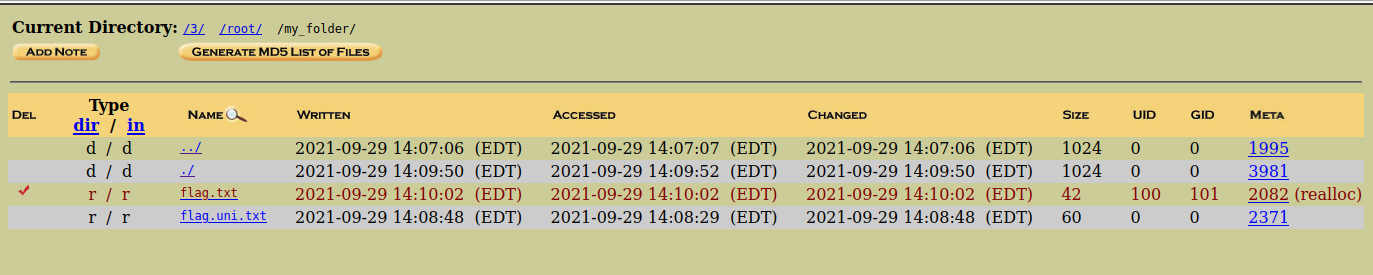 Current Directory: /3/ /root/ /my_folder/
ADD NOTE GENERATE MD5 LIST OF FILES
DEL Type dir / in NAME WRITTEN ACCESSED CHANGED SIZE UID GID META
d / d ../ 2021-09-29 14:07:06 (EDT) 2021-09-29 14:07:07 (EDT) 2021-09-29 14:07:06 (EDT) 1024 0 0 1995
d / d ./ 2021-09-29 14:09:50 (EDT) 2021-09-29 14:09:52 (EDT) 2021-09-29 14:09:50 (EDT) 1024 0 0 3981
r / r flag.txt 2021-09-29 14:10:02 (EDT) 2021-09-29 14:10:02 (EDT) 2021-09-29 14:10:02 (EDT) 42 100 101 2082 (realloc)
r / r flag.uni.txt 2021-09-29 14:08:48 (EDT) 2021-09-29 14:08:29 (EDT) 2021-09-29 14:08:48 (EDT) 60 0 0 2371